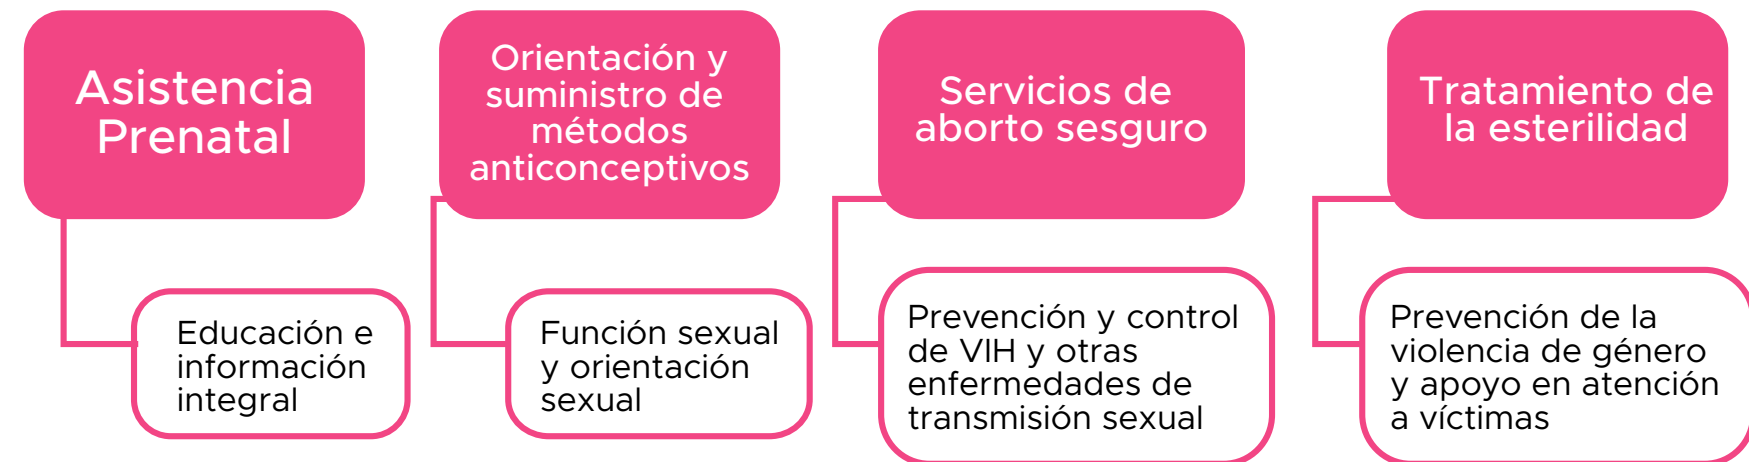 Asistencia
Prenatal
Educación e
información
integral
Orientación y
suministro de
métodos
anticonceptivos
Función sexual
y orientación
sexual
Servicios de
aborto sesguro
Prevención y control
de VIH y otras
enfermedades de
transmisión sexual
Tratamiento de
la esterilidad
Prevención de la
violencia de género
y apoyo en atención
a víctimas